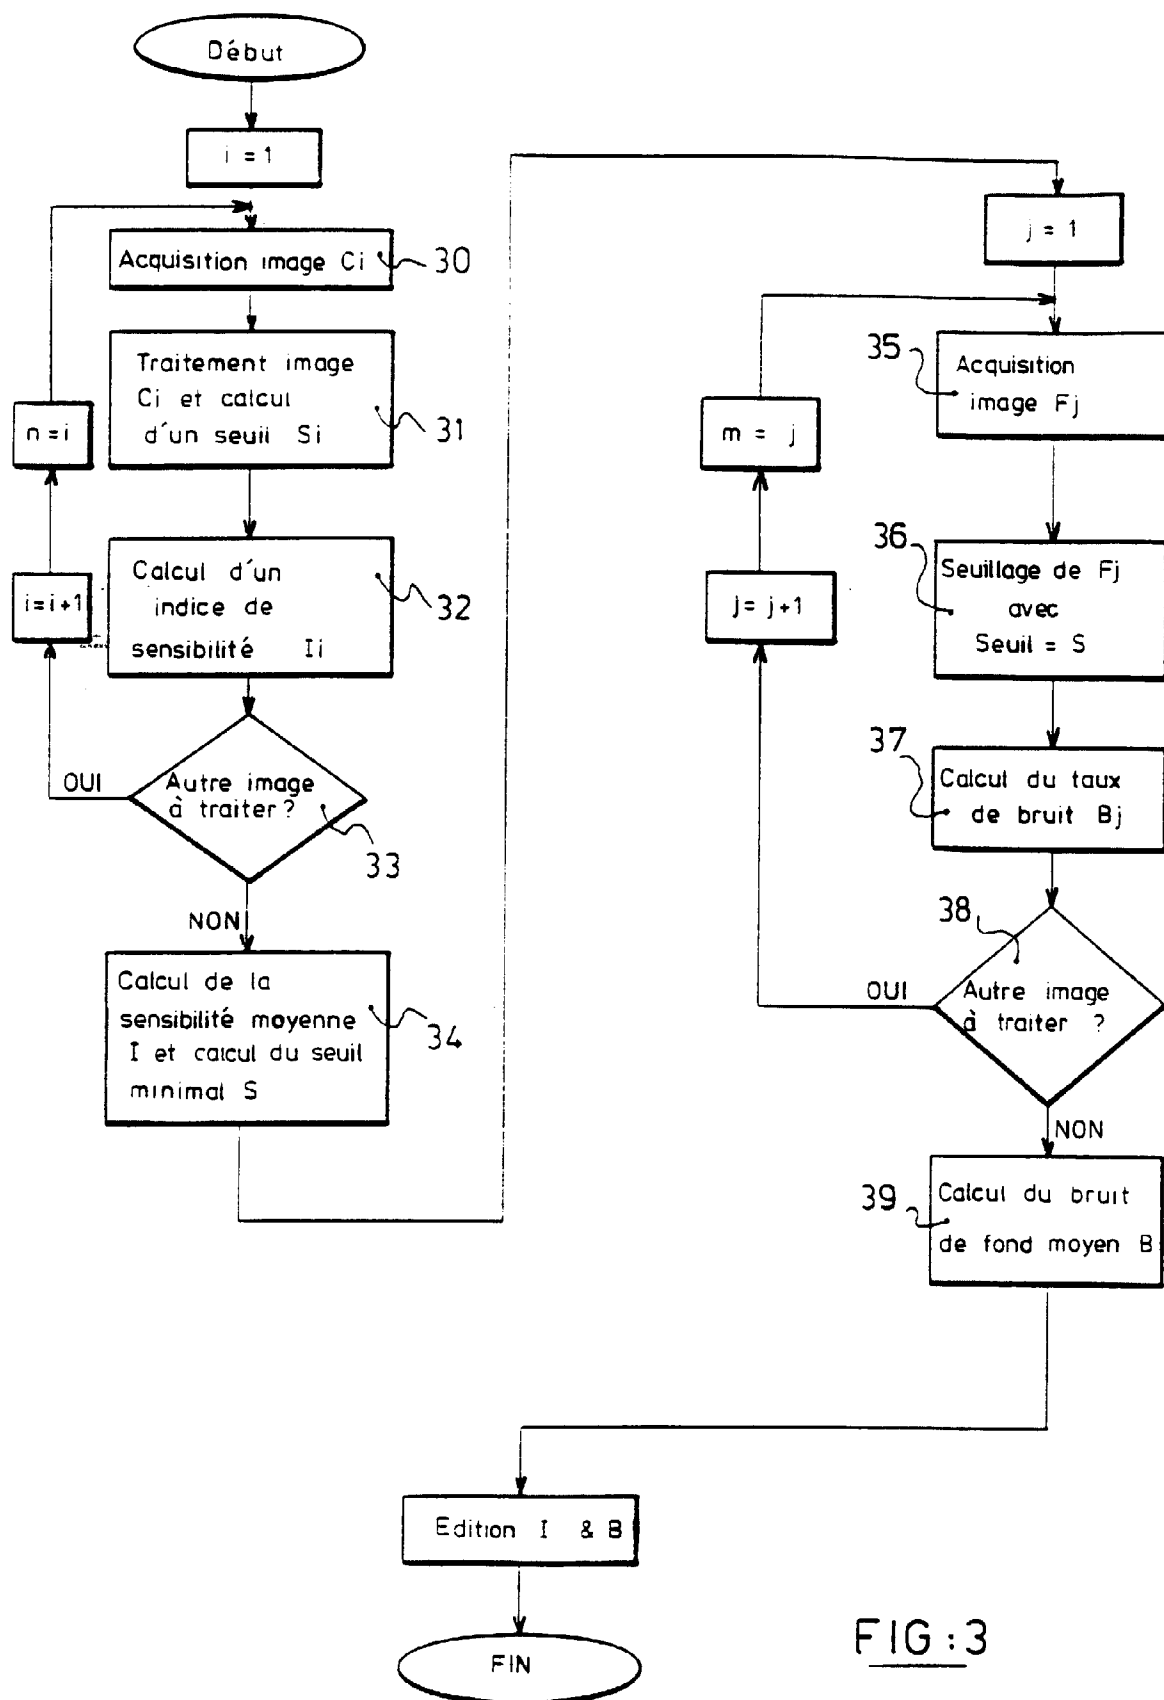 Début
i = 1
Acquisition image Ci
30
Traitement image
Ci et calcul
d'un seuil Si
31
n = i
Calcul d'un
indice de
sensibilité Ii
32
i = i+1
Autre image
à traiter ?
33
OUI
NON
Calcul de la
sensibilité moyenne
I et calcul du seuil
minimal S
34
j = 1
35
Acquisition
image Fj
m = j
36
Seuillage de Fj
avec
Seuil = S
j = j+1
37
Calcul du taux
de bruit Bj
38
Autre image
à traiter ?
OUI
NON
39
Calcul du bruit
de fond moyen B
Edition I & B
FIN
FIG : 3